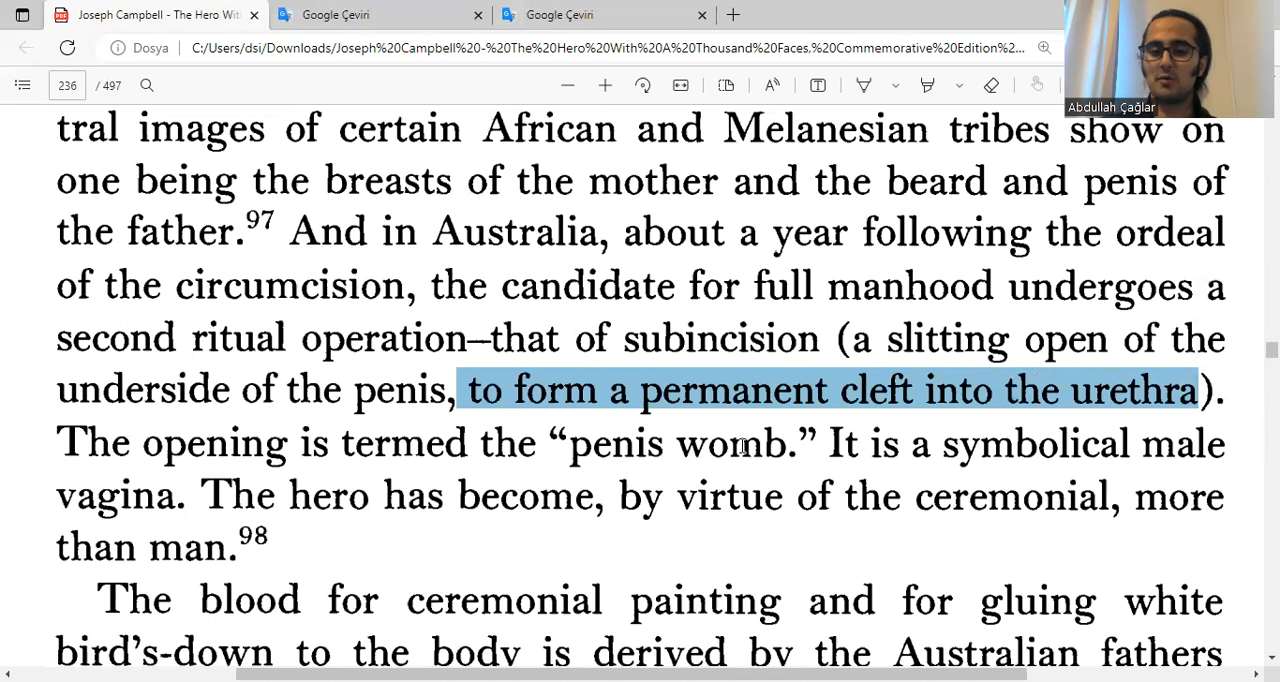 Joseph Campbell - The Hero Wit
Google Çeviri
Google Çeviri
Dosya
C:/Users/dsi/Downloads/Joseph%20Campbell%20-%20The%20Hero%20With%20A%20Thousand%20Faces,%20Commemorative%20Edition%20...
236 / 497
Abdullah Çağlar
tral images of certain African and Melanesian tribes show on
one being the breasts of the mother and the beard and penis of
the father.97 And in Australia, about a year following the ordeal
of the circumcision, the candidate for full manhood undergoes a
second ritual operation—that of subincision (a slitting open of the
underside of the penis, to form a permanent cleft into the urethra).
The opening is termed the “penis womb.” It is a symbolical male
vagina. The hero has become, by virtue of the ceremonial, more
than man.98
The blood for ceremonial painting and for gluing white
bird's-down to the body is derived by the Australian fathers